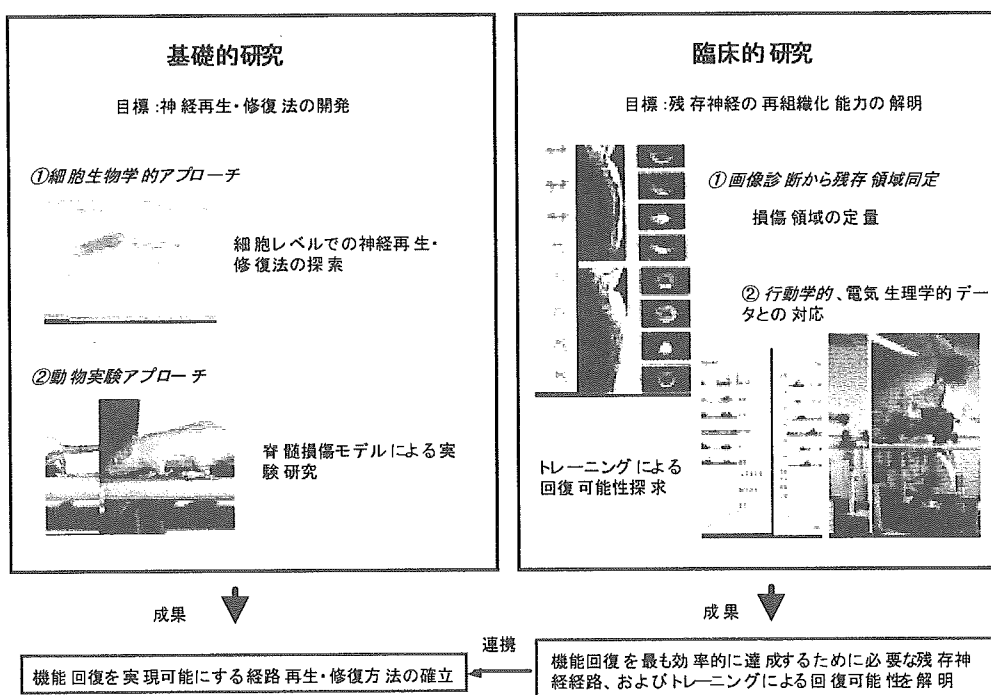 基礎的研究
目標:神経再生・修復法の開発
①細胞生物学的アプローチ
細胞レベルでの神経再生・
修復法の探索
②動物実験アプローチ
脊髄損傷モデルによる実
験研究
臨床的研究
目標:残存神経の再組織化能力の解明
①画像診断から残存領域同定
損傷領域の定量
②行動学的、電気生理学的デー
タとの対応
トレーニングによる
回復可能性探求
成果
成果
連携
機能回復を実現可能にする経路再生・修復方法の確立
機能回復を最も効率的に達成するために必要な残存神
経経路、およびトレーニングによる回復可能性を解明